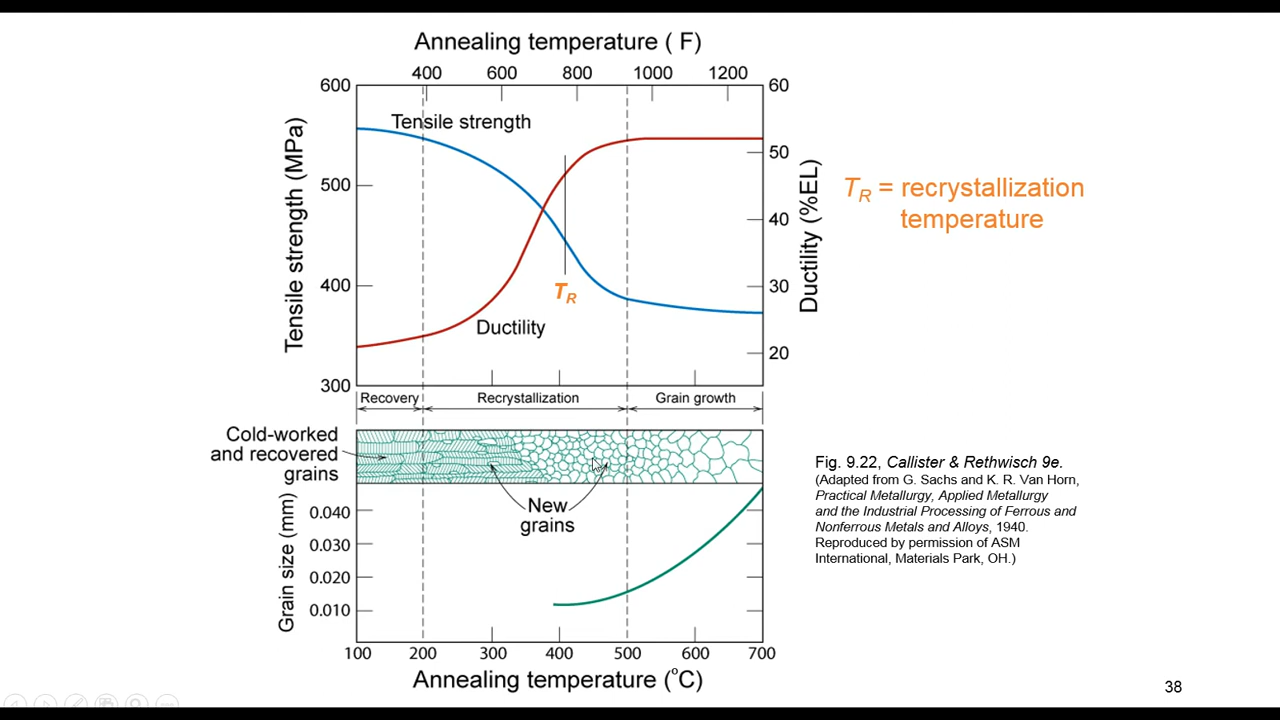 Annealing temperature ( F)
400 600 800 1000 1200
600
500
400
300
Tensile strength (MPa)
Tensile strength
Ductility
T_R
60
50
40
30
20
Ductility (%EL)
T_R = recrystallization
temperature
Recovery
Recrystallization
Grain growth
Cold-worked
and recovered
grains
New
grains
0.040
0.030
0.020
0.010
Grain size (mm)
100 200 300 400 500 600 700
Annealing temperature (°C)
Fig. 9.22, Callister & Rethwisch 9e.
(Adapted from G. Sachs and K. R. Van Horn,
Practical Metallurgy, Applied Metallurgy
and the Industrial Processing of Ferrous and
Nonferrous Metals and Alloys, 1940.
Reproduced by permission of ASM
International, Materials Park, OH.)
38